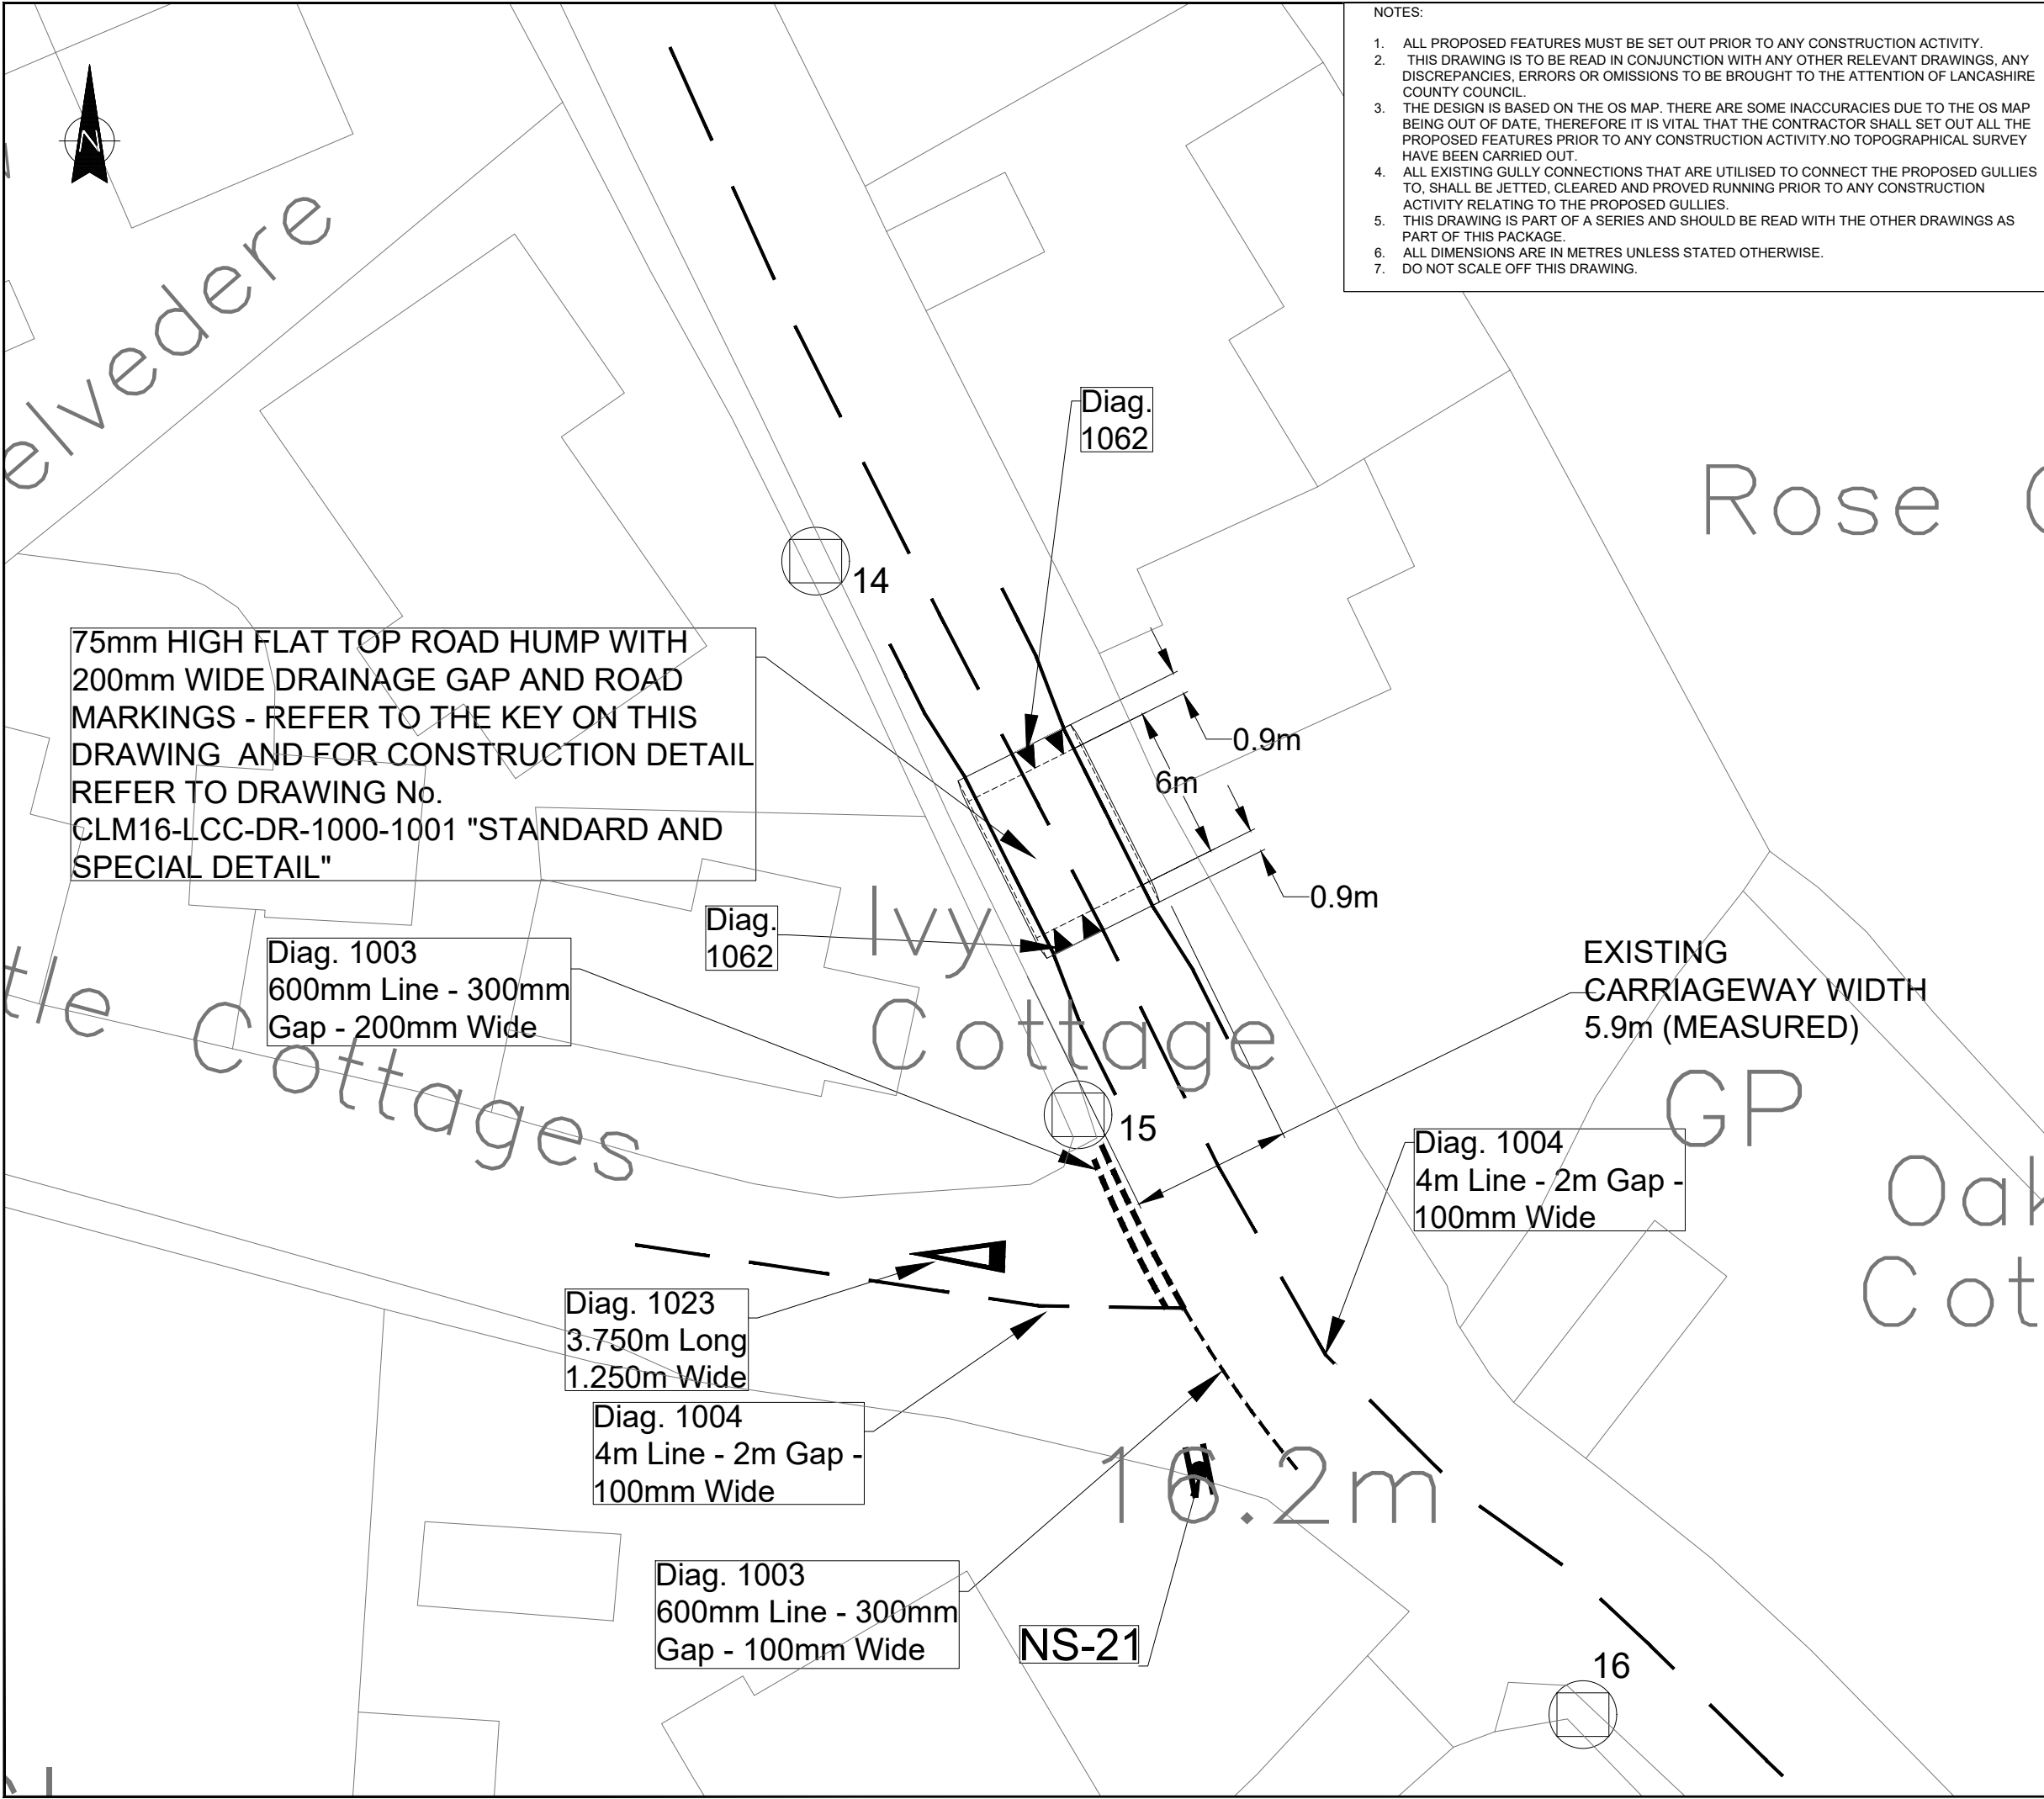 NOTES:
1. ALL PROPOSED FEATURES MUST BE SET OUT PRIOR TO ANY CONSTRUCTION ACTIVITY.
2. THIS DRAWING IS TO BE READ IN CONJUNCTION WITH ANY OTHER RELEVANT DRAWINGS, ANY
DISCREPANCIES, ERRORS OR OMISSIONS TO BE BROUGHT TO THE ATTENTION OF LANCASHIRE
COUNTY COUNCIL.
3. THE DESIGN IS BASED ON THE OS MAP. THERE ARE SOME INACCURACIES DUE TO THE OS MAP
BEING OUT OF DATE, THEREFORE IT IS VITAL THAT THE CONTRACTOR SHALL SET OUT ALL THE
PROPOSED FEATURES PRIOR TO ANY CONSTRUCTION ACTIVITY.NO TOPOGRAPHICAL SURVEY
HAVE BEEN CARRIED OUT.
4. ALL EXISTING GULLY CONNECTIONS THAT ARE UTILISED TO CONNECT THE PROPOSED GULLIES
TO, SHALL BE JETTED, CLEARED AND PROVED RUNNING PRIOR TO ANY CONSTRUCTION
ACTIVITY RELATING TO THE PROPOSED GULLIES.
5. THIS DRAWING IS PART OF A SERIES AND SHOULD BE READ WITH THE OTHER DRAWINGS AS
PART OF THIS PACKAGE.
6. ALL DIMENSIONS ARE IN METRES UNLESS STATED OTHERWISE.
7. DO NOT SCALE OFF THIS DRAWING.
N
elvedere
Diag.
1062
Rose
14
75mm HIGH FLAT TOP ROAD HUMP WITH
200mm WIDE DRAINAGE GAP AND ROAD
MARKINGS - REFER TO THE KEY ON THIS
DRAWING AND FOR CONSTRUCTION DETAIL
REFER TO DRAWING No.
CLM16-LCC-DR-1000-1001 "STANDARD AND
SPECIAL DETAIL"
0.9m
6m
0.9m
Diag.
1062
Ivy
Cottage
Diag. 1003
600mm Line - 300mm
Gap - 200mm Wide
tle Cottages
EXISTING
CARRIAGEWAY WIDTH
5.9m (MEASURED)
GP
15
Diag. 1004
4m Line - 2m Gap -
100mm Wide
Oak
Cot
Diag. 1023
3.750m Long
1.250m Wide
Diag. 1004
4m Line - 2m Gap -
100mm Wide
16.2m
Diag. 1003
600mm Line - 300mm
Gap - 100mm Wide
NS-21
16